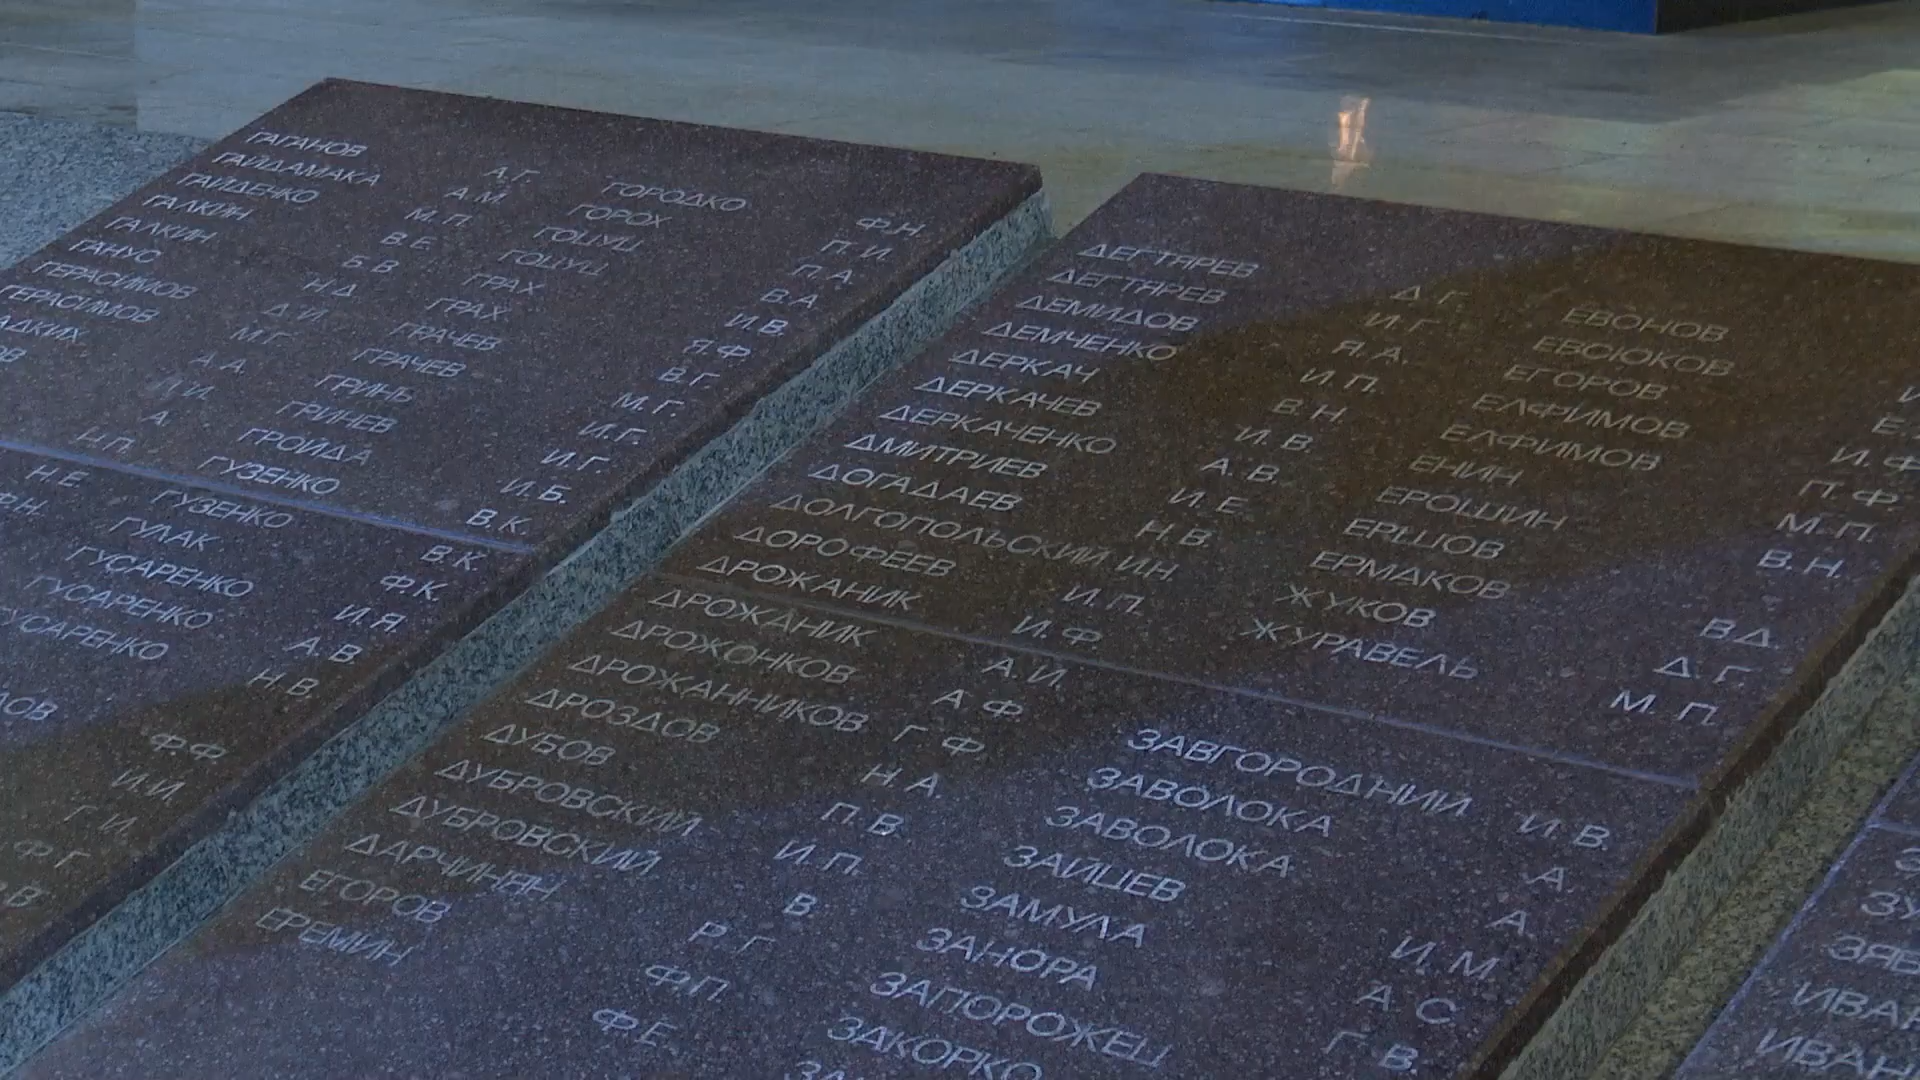 ГАГАНОВ А.Г.
ГАЙДАМАКА А.М.
ГАЙДЕНКО М.П.
ГАЛКИН В.Е.
ГАЛКИН Б.В
ГАНУС Н.Д.
ГЕРАСИМОВ Д.И.
ГЕРАСИМОВ М.Г.
А.А.
А
Н.П.
Н.Е.
ГОРОДКО Ф.Н.
ГОРОХ П.И.
ГОЦУЦ П.А.
ГОЦУЦ В.А
ГРАХ И.В.
ГРАХ Я.Ф
ГРАЧЕВ В.Г.
ГРАЧЕВ М.Г.
ГРИНЬ И.Г.
ГРИЧЕВ И.Г
ГРОЙДА И.Б.
ГУЗЕНКО В.К.
ГУЗЕНКО В.К
ГУЛАК Ф.К.
ГУСАРЕНКО И.Я.
ГУСАРЕНКО А.В.
ГУСАРЕНКО Н.В.
Ф.Ф
И.И.
Г.И.
Ф.Г.
ДЕГТЯРЕВ Д.Г.
ДЕГТЯРЕВ И.Г
ДЕМИДОВ Я.А.
ДЕМЧЕНКО И.П.
ДЕРКАЧ В.Н.
ДЕРКАЧЕВ И.В.
ДЕРКАЧЕНКО А.В.
ДМИТРИЕВ И.Е
ДОГАДАЕВ Н.В.
ДОЛГОПОЛЬСКИЙ И.Н.
ДОРОФЕЕВ И.П.
ДРОЖАНИК И.Ф.
ДРОЖАНИК А.И.
ДРОЖОНКОВ А.Ф.
ДРОЖАННИКОВ Г.Ф
ДРОЗДОВ Н.А.
ДУБОВ П.В.
ДУБРОВСКИЙ И.П.
ДУБРОВСКИЙ В.
ДАРЧИНЯН Р.Г
ЕГОРОВ Ф.П.
ЕРЕМИН Ф.Е.
ЕВОНОВ
ЕВСЮКОВ
ЕГОРОВ И.Ф
ЕЛФИМОВ П.Ф.
ЕЛФИМОВ М.П.
ЕНИН В.Н.
ЕРОШИН
ЕРШОВ В.Д.
ЕРМАКОВ Д.Г.
ЖУКОВ М.П.
ЖУРАВЕЛЬ
ЗАВГОРОДНИИ И.В.
ЗАВОЛОКА А.
ЗАВОЛОКА А.
ЗАЙЦЕВ И.М.
ЗАМУЛА А.С.
ЗАНОРА Г.В.
ЗАПОРОЖЕЦ
ЗАКОРКО